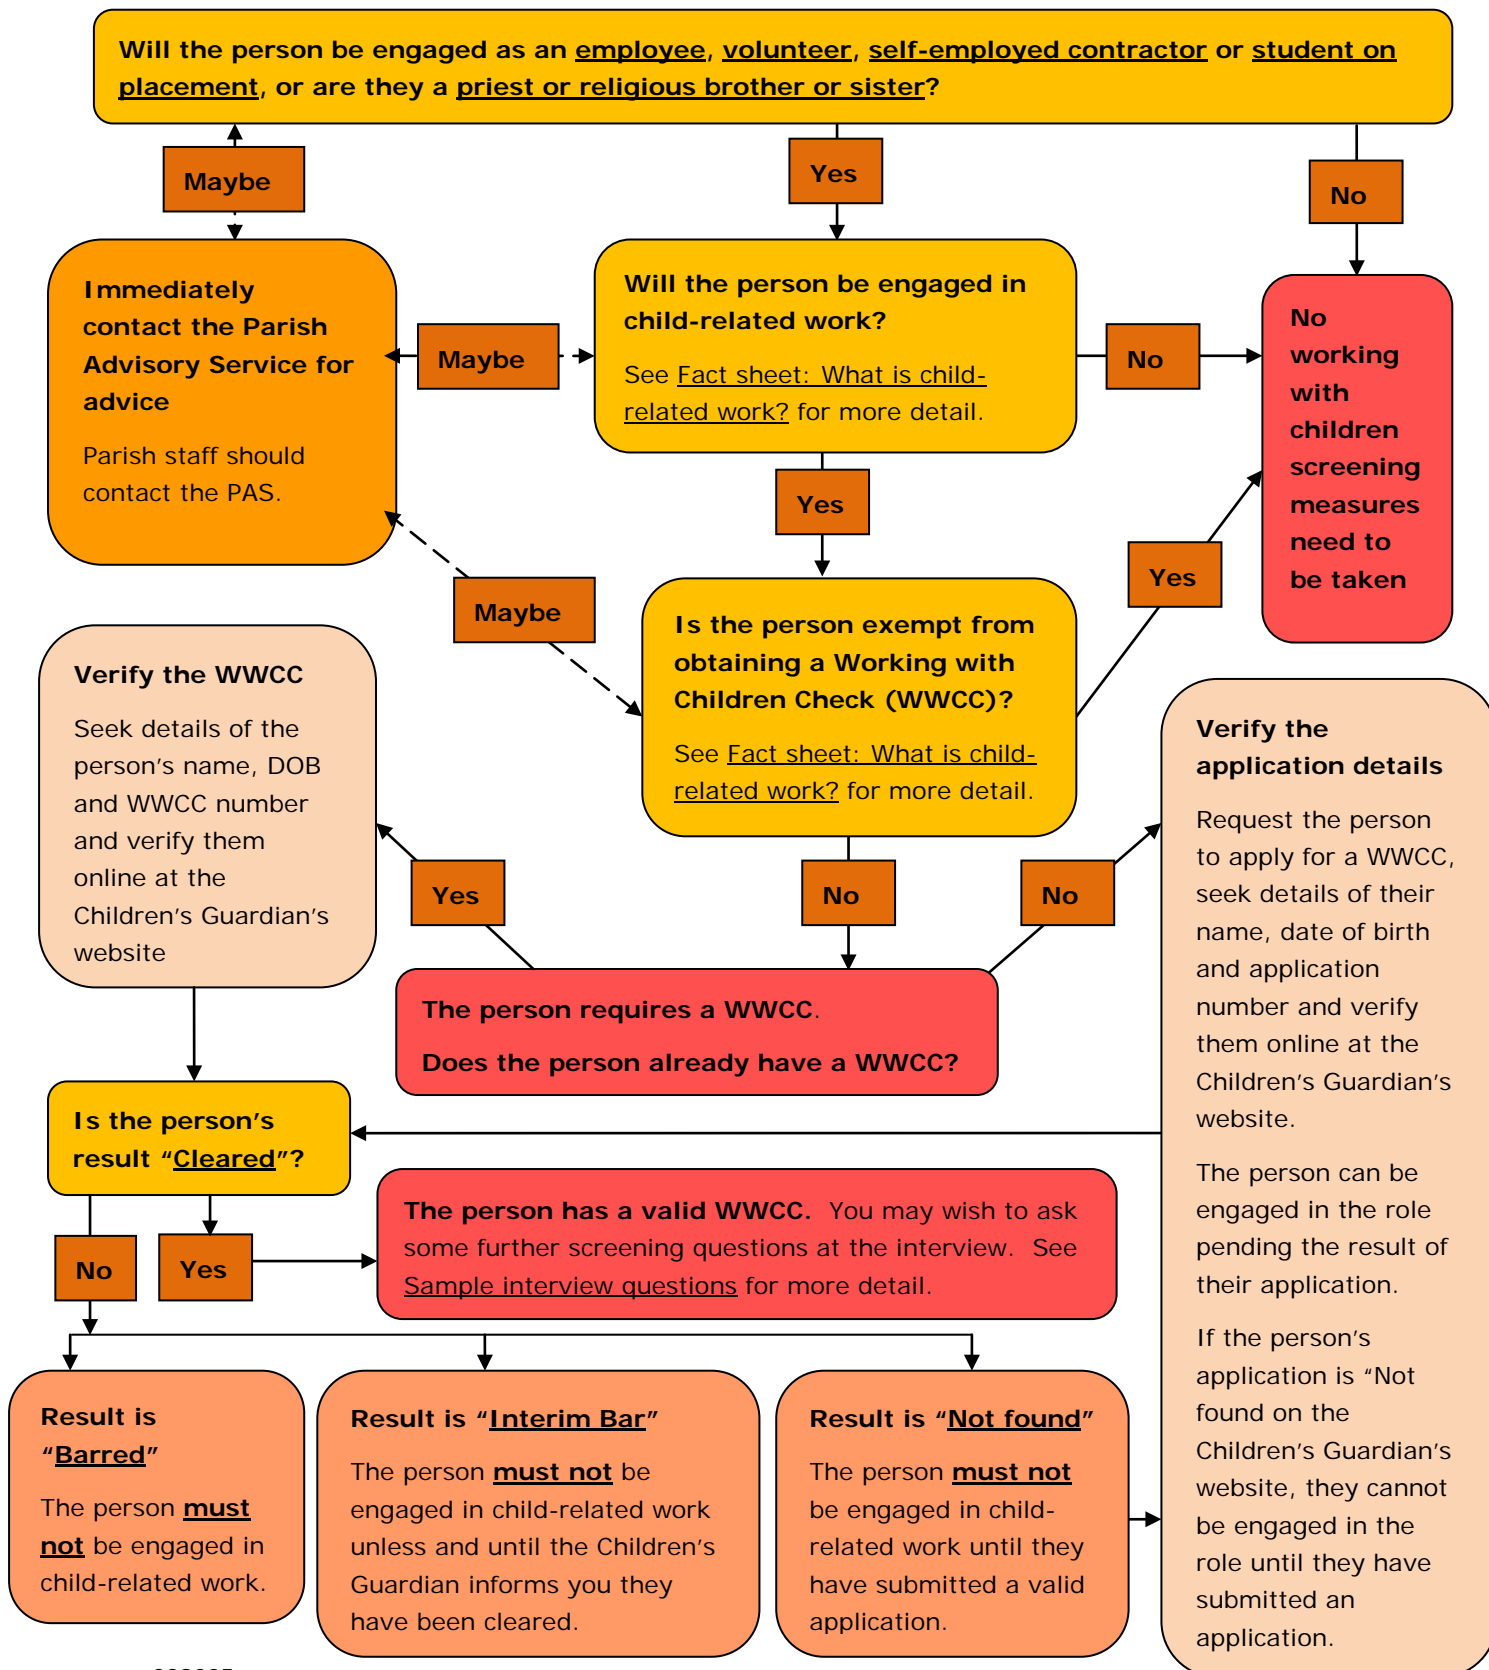 Will the person be engaged as an employee, volunteer, self-employed contractor or student on
placement, or are they a priest or religious brother or sister?
Maybe
Yes
No
Immediately
contact the Parish
Advisory Service for
advice
Parish staff should
contact the PAS.
Maybe
Will the person be engaged in
child-related work?
See Fact sheet: What is child-
related work? for more detail.
No
No
working
with
children
screening
measures
need to
be taken
Yes
Yes
Maybe
Is the person exempt from
obtaining a Working with
Children Check (WWCC)?
See Fact sheet: What is child-
related work? for more detail.
Verify the WWCC
Seek details of the
person's name, DOB
and WWCC number
and verify them
online at the
Children's Guardian's
website
Yes
No
No
Verify the
application details
Request the person
to apply for a WWCC,
seek details of their
name, date of birth
and application
number and verify
them online at the
Children's Guardian's
website.
The person can be
engaged in the role
pending the result of
their application.
If the person's
application is "Not
found on the
Children's Guardian's
website, they cannot
be engaged in the
role until they have
submitted an
application.
The person requires a WWCC.
Does the person already have a WWCC?
Is the person's
result "Cleared"?
No
Yes
The person has a valid WWCC. You may wish to ask
some further screening questions at the interview. See
Sample interview questions for more detail.
Result is
"Barred"
The person must
not be engaged in
child-related work.
Result is "Interim Bar"
The person must not be
engaged in child-related work
unless and until the Children's
Guardian informs you they
have been cleared.
Result is "Not found"
The person must not
be engaged in child-
related work until they
have submitted a valid
application.